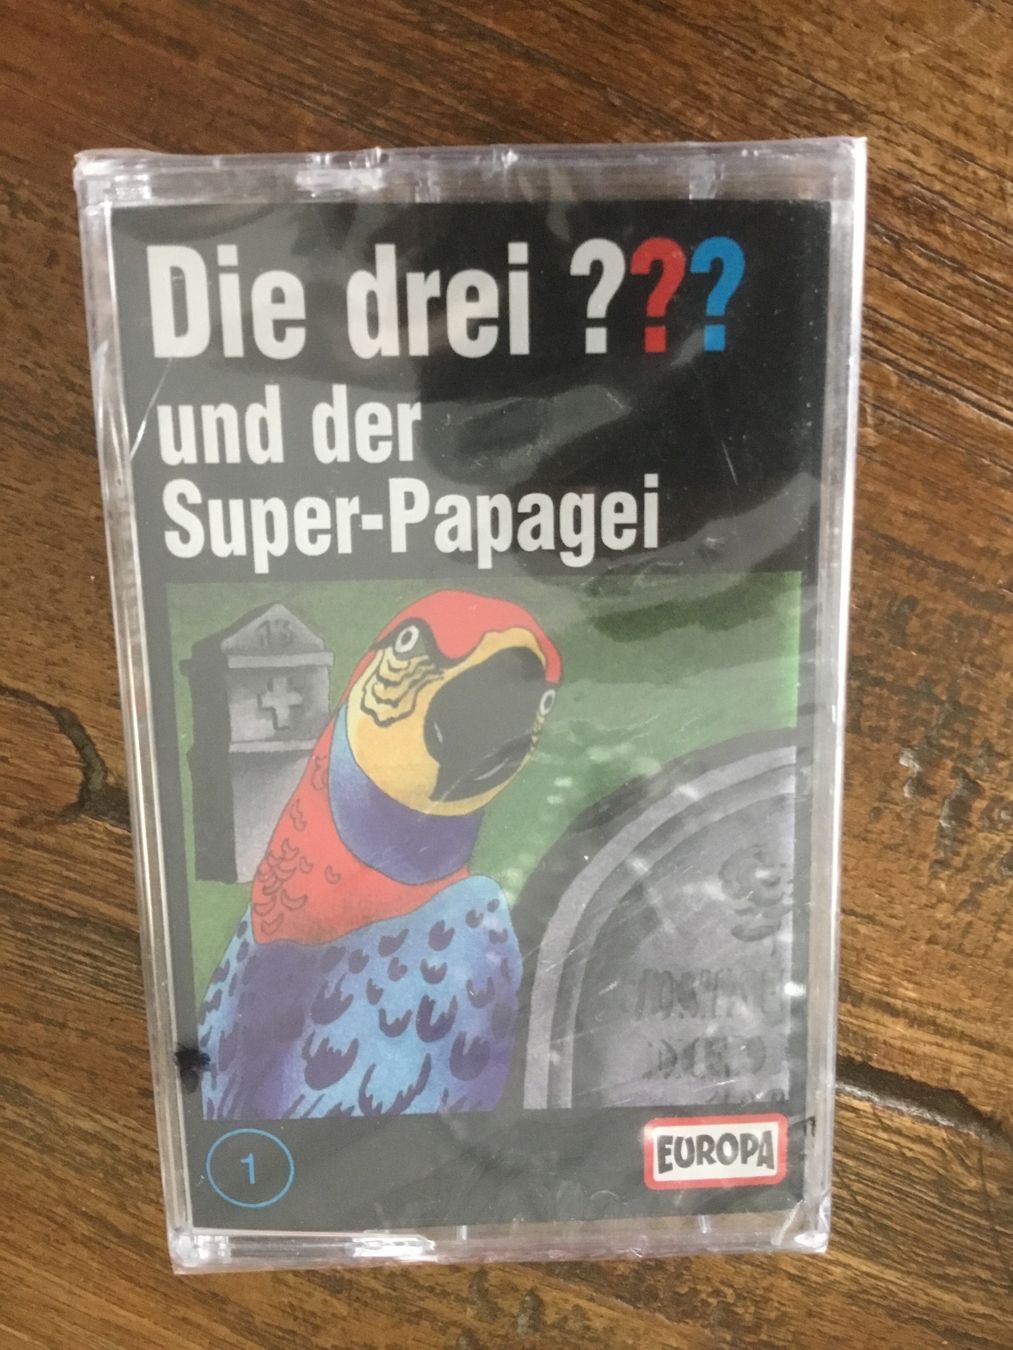 Die drei ???
und der
Super-Papagei
13
1
EUROPA